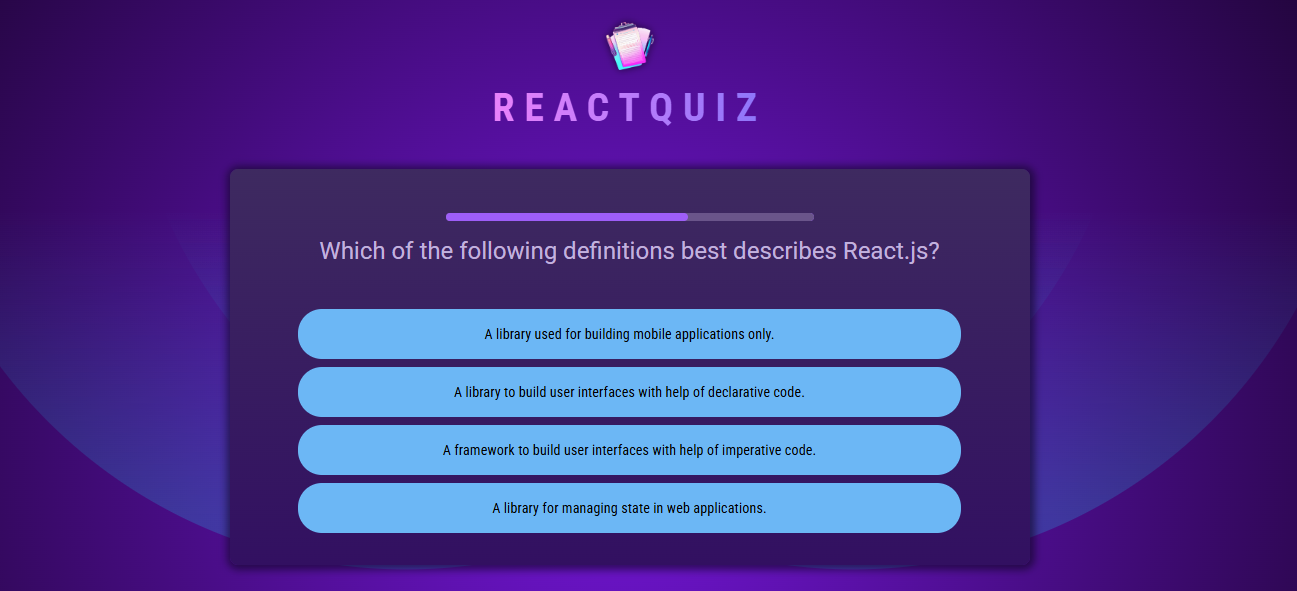 REACTQUIZ
Which of the following definitions best describes React.js?
A library used for building mobile applications only.
A library to build user interfaces with help of declarative code.
A framework to build user interfaces with help of imperative code.
A library for managing state in web applications.